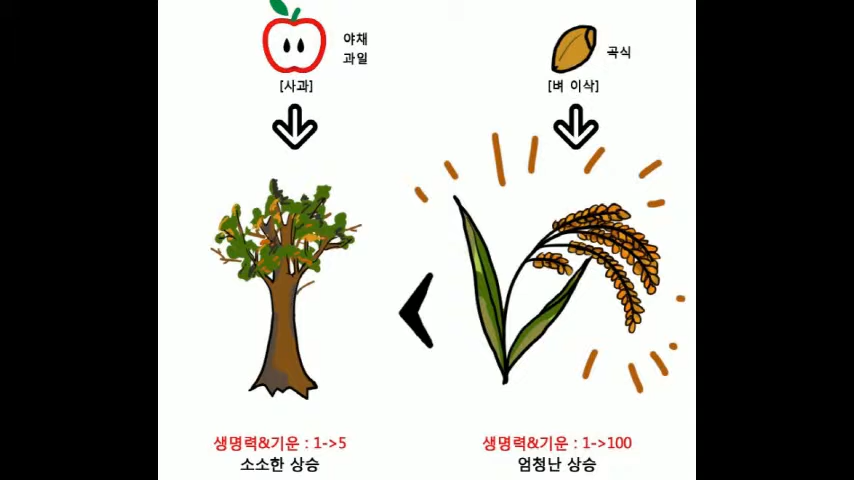 야채
과일
[사과]
곡식
[벼 이삭]
생명력&기운 : 1->5
소소한 상승
생명력&기운 : 1->100
엄청난 상승